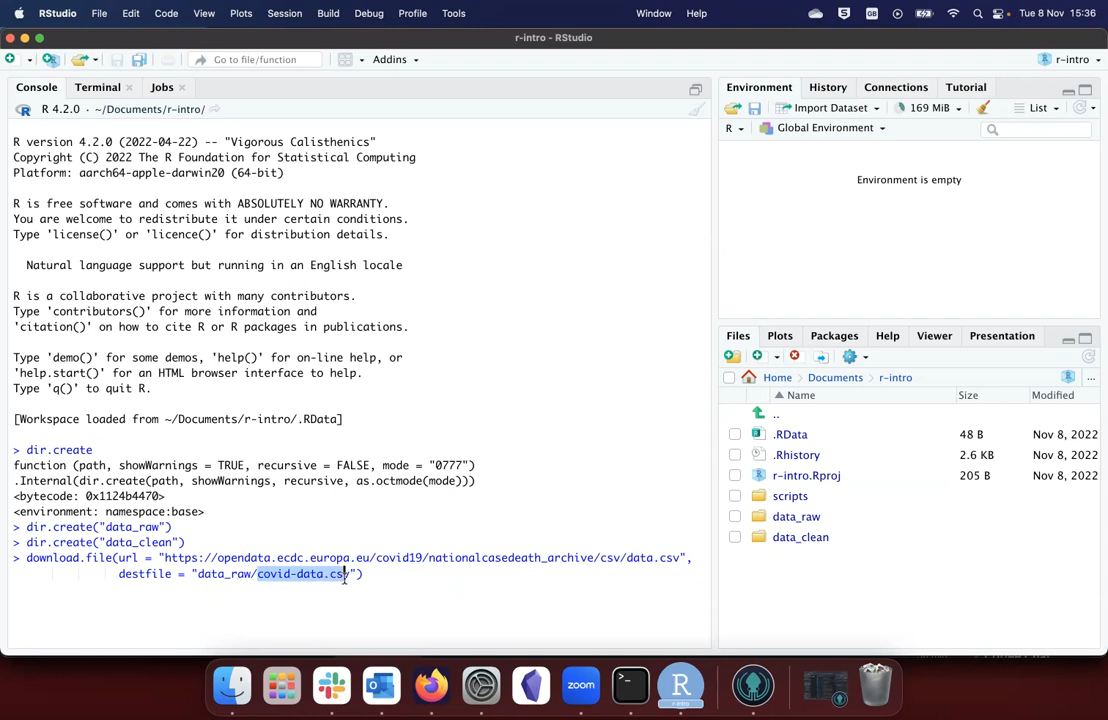 RStudio File Edit Code View Plots Session Build Debug Profile Tools Window Help Tue 8 Nov 15:36
r-intro - RStudio
Go to file/function Addins r-intro
Console Terminal Jobs
R 4.2.0 · ~/Documents/r-intro/
R version 4.2.0 (2022-04-22) -- "Vigorous Calisthenics"
Copyright (C) 2022 The R Foundation for Statistical Computing
Platform: aarch64-apple-darwin20 (64-bit)
R is free software and comes with ABSOLUTELY NO WARRANTY.
You are welcome to redistribute it under certain conditions.
Type 'license()' or 'licence()' for distribution details.
Natural language support but running in an English locale
R is a collaborative project with many contributors.
Type 'contributors()' for more information and
'citation()' on how to cite R or R packages in publications.
Type 'demo()' for some demos, 'help()' for on-line help, or
'help.start()' for an HTML browser interface to help.
Type 'q()' to quit R.
[Workspace loaded from ~/Documents/r-intro/.RData]
> dir.create
function (path, showWarnings = TRUE, recursive = FALSE, mode = "0777")
.Internal(dir.create(path, showWarnings, recursive, as.octmode(mode)))
<bytecode: 0x1124b4470>
<environment: namespace:base>
> dir.create("data_raw")
> dir.create("data_clean")
> download.file(url = "https://opendata.ecdc.europa.eu/covid19/nationalcasedeath_archive/csv/data.csv",
destfile = "data_raw/covid-data.csv")
Environment History Connections Tutorial
Import Dataset 169 MiB List
R Global Environment
Environment is empty
Files Plots Packages Help Viewer Presentation
Home Documents r-intro ...
Name Size Modified
..
.RData 48 B Nov 8, 2022
.Rhistory 2.6 KB Nov 8, 2022
r-intro.Rproj 205 B Nov 8, 2022
scripts
data_raw
data_clean
zoom
r-intro